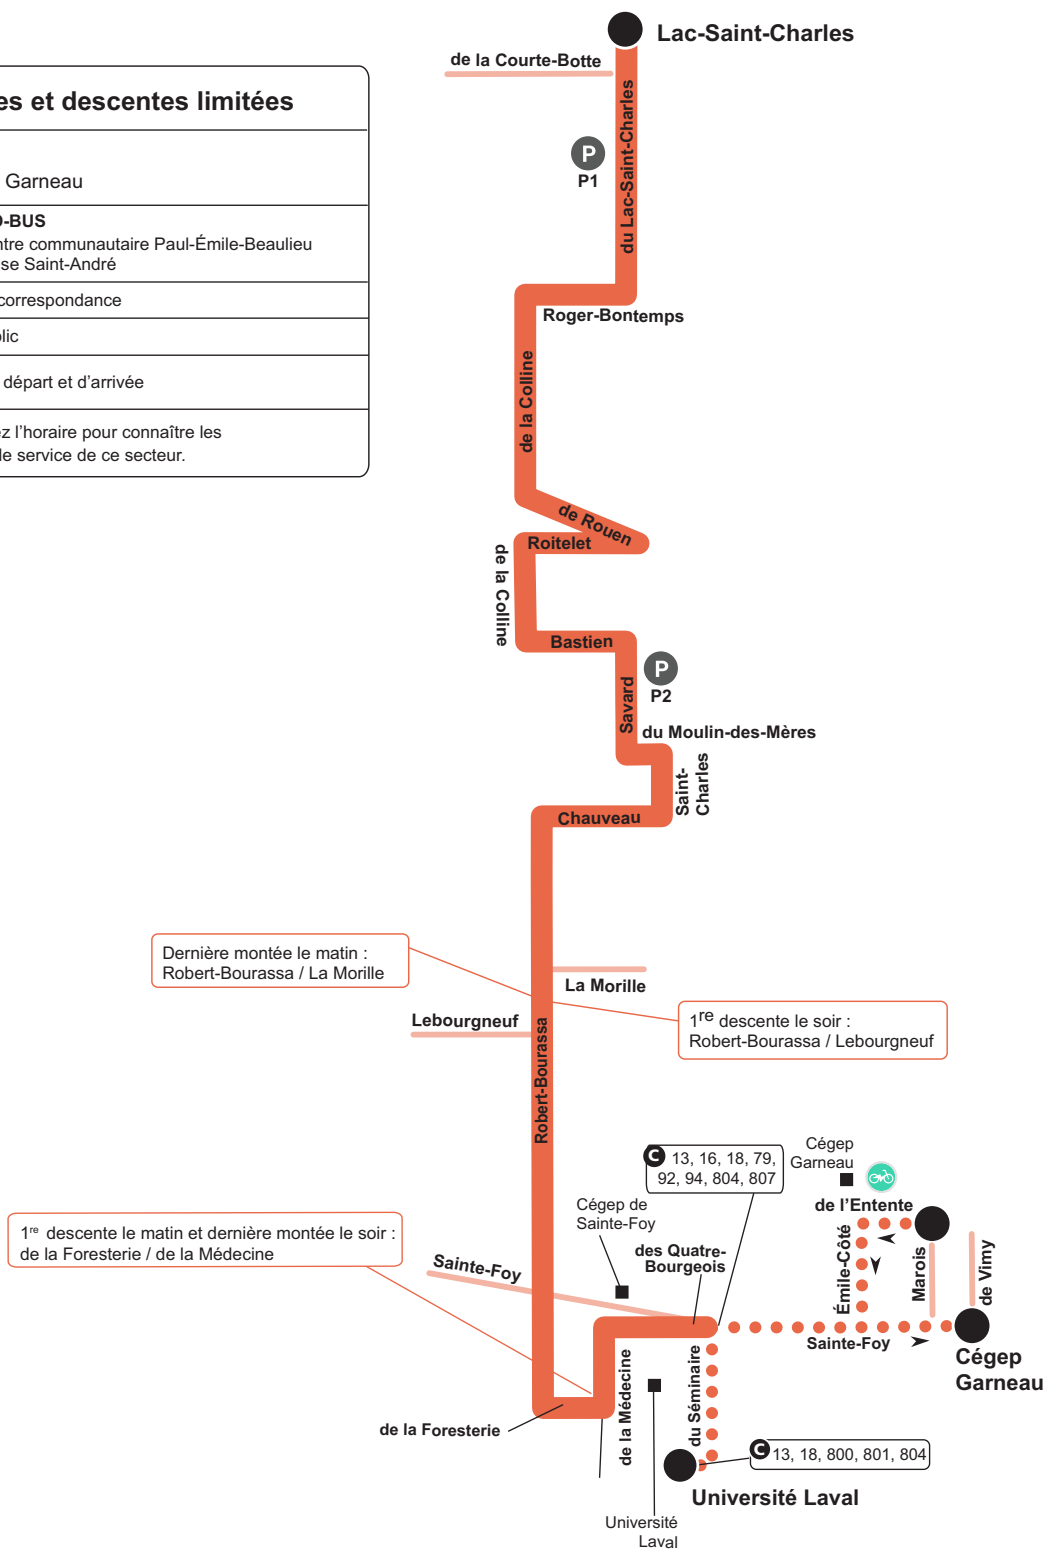 Lac-Saint-Charles
de la Courte-Botte
es et descentes limitées
Garneau
-BUS
ntre communautaire Paul-Émile-Beaulieu
se Saint-André
correspondance
lic
départ et d'arrivée
z l'horaire pour connaître les
de service de ce secteur.
du Lac-Saint-Charles
P
P1
Roger-Bontemps
de la Colline
de Rouen
Roitelet
de la Colline
Bastien
Savard
P
P2
du Moulin-des-Mères
Saint-
Charles
Chauveau
Dernière montée le matin :
Robert-Bourassa / La Morille
La Morille
Lebourgneuf
1re descente le soir :
Robert-Bourassa / Lebourgneuf
Robert-Bourassa
C 13, 16, 18, 79,
92, 94, 804, 807
Cégep
Garneau
de l'Entente
Cégep de
Sainte-Foy
des Quatre-
Bourgeois
1re descente le matin et dernière montée le soir :
de la Foresterie / de la Médecine
Sainte-Foy
Émile-Côté
Marois
de Vimy
Sainte-Foy
Cégep
Garneau
de la Foresterie
de la Médecine
du Séminaire
C 13, 18, 800, 801, 804
Université Laval
Université
Laval